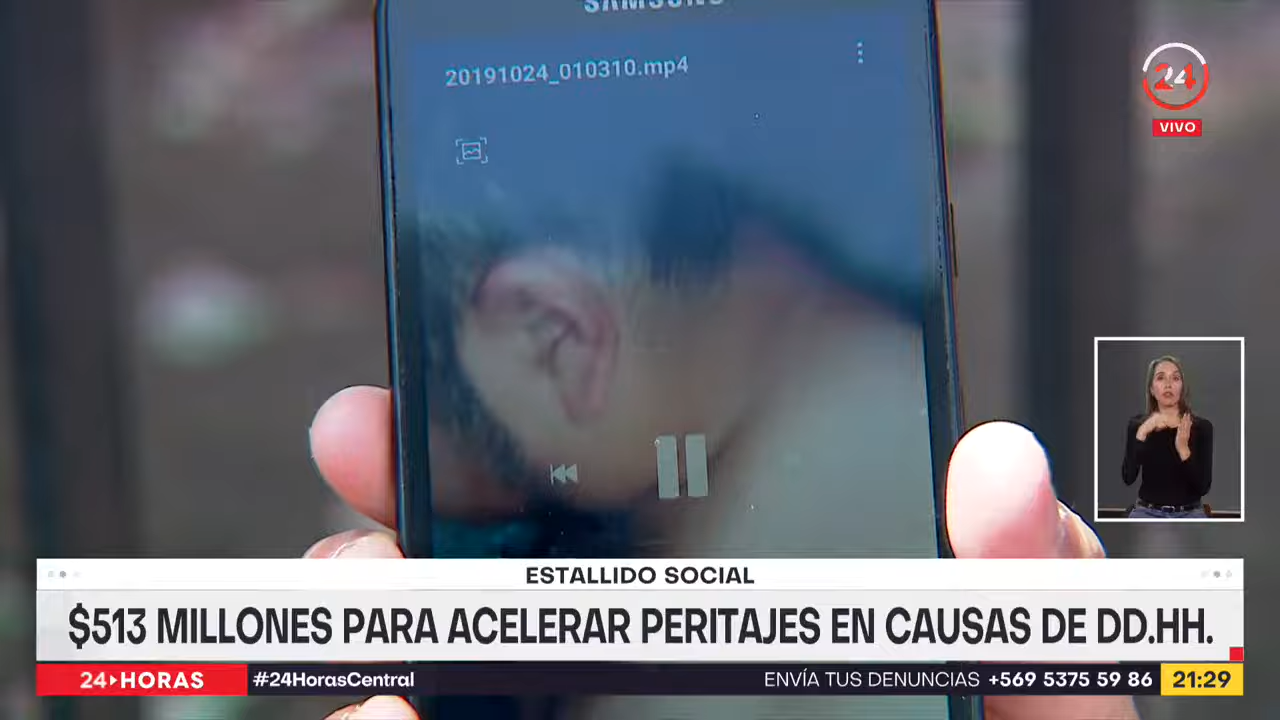 SAMSUNG
20191024_010310.mp4
24
VIVO
ESTALLIDO SOCIAL
$513 MILLONES PARA ACELERAR PERITAJES EN CAUSAS DE DD.HH.
24 HORAS
#24HorasCentral
ENVÍA TUS DENUNCIAS +569 5375 59 86
21:29